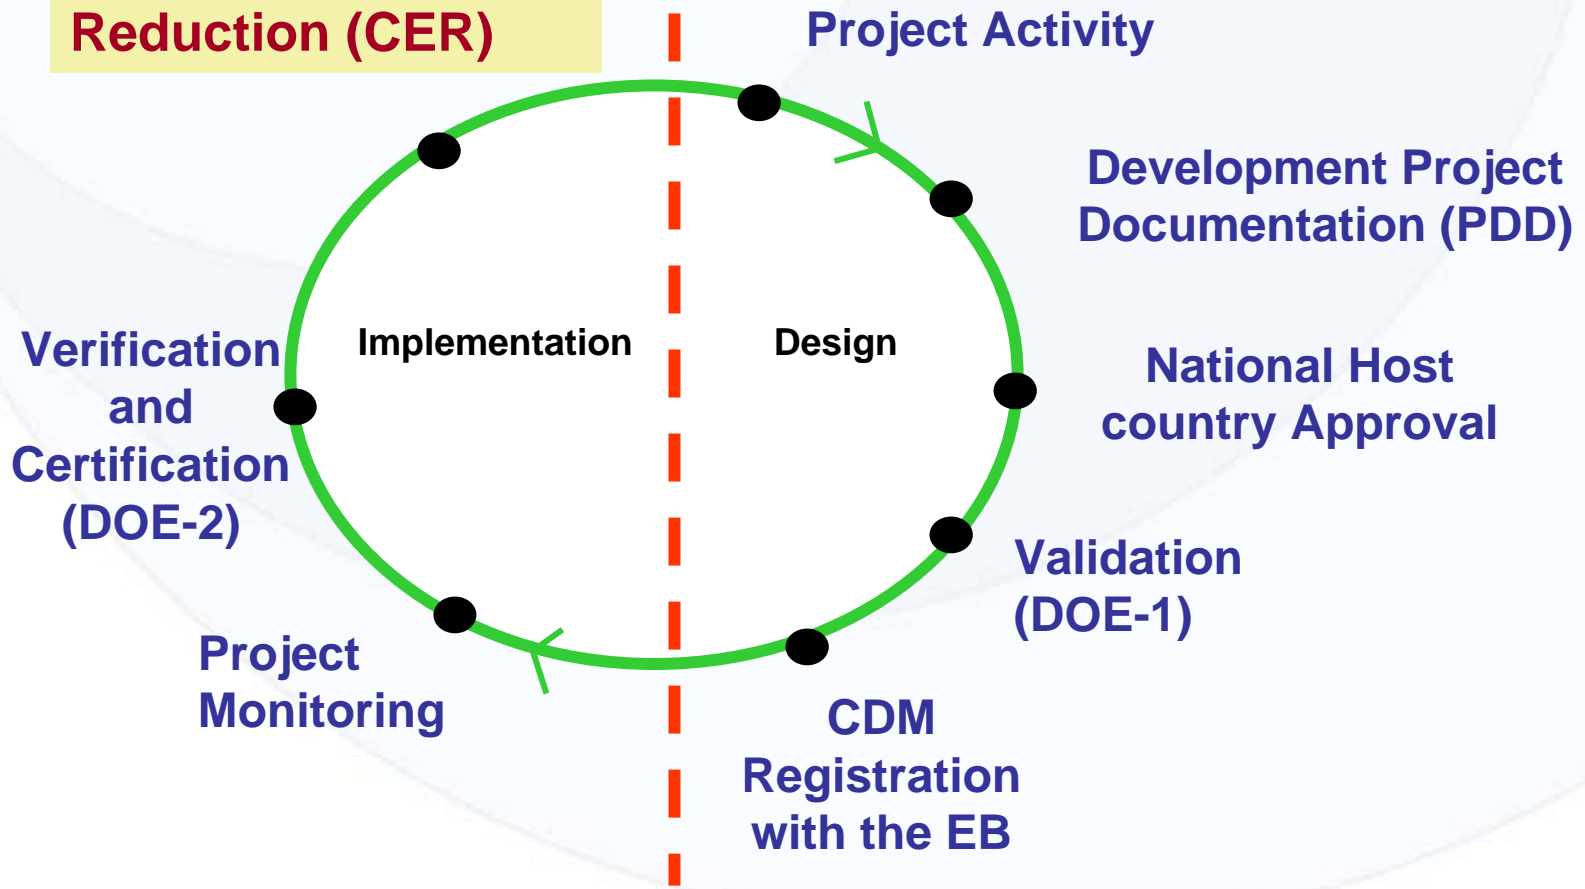 Reduction (CER)
Project Activity
Development Project
Documentation (PDD)
National Host
country Approval
Validation
(DOE-1)
CDM
Registration
with the EB
Project
Monitoring
Verification
and
Certification
(DOE-2)
Implementation
Design